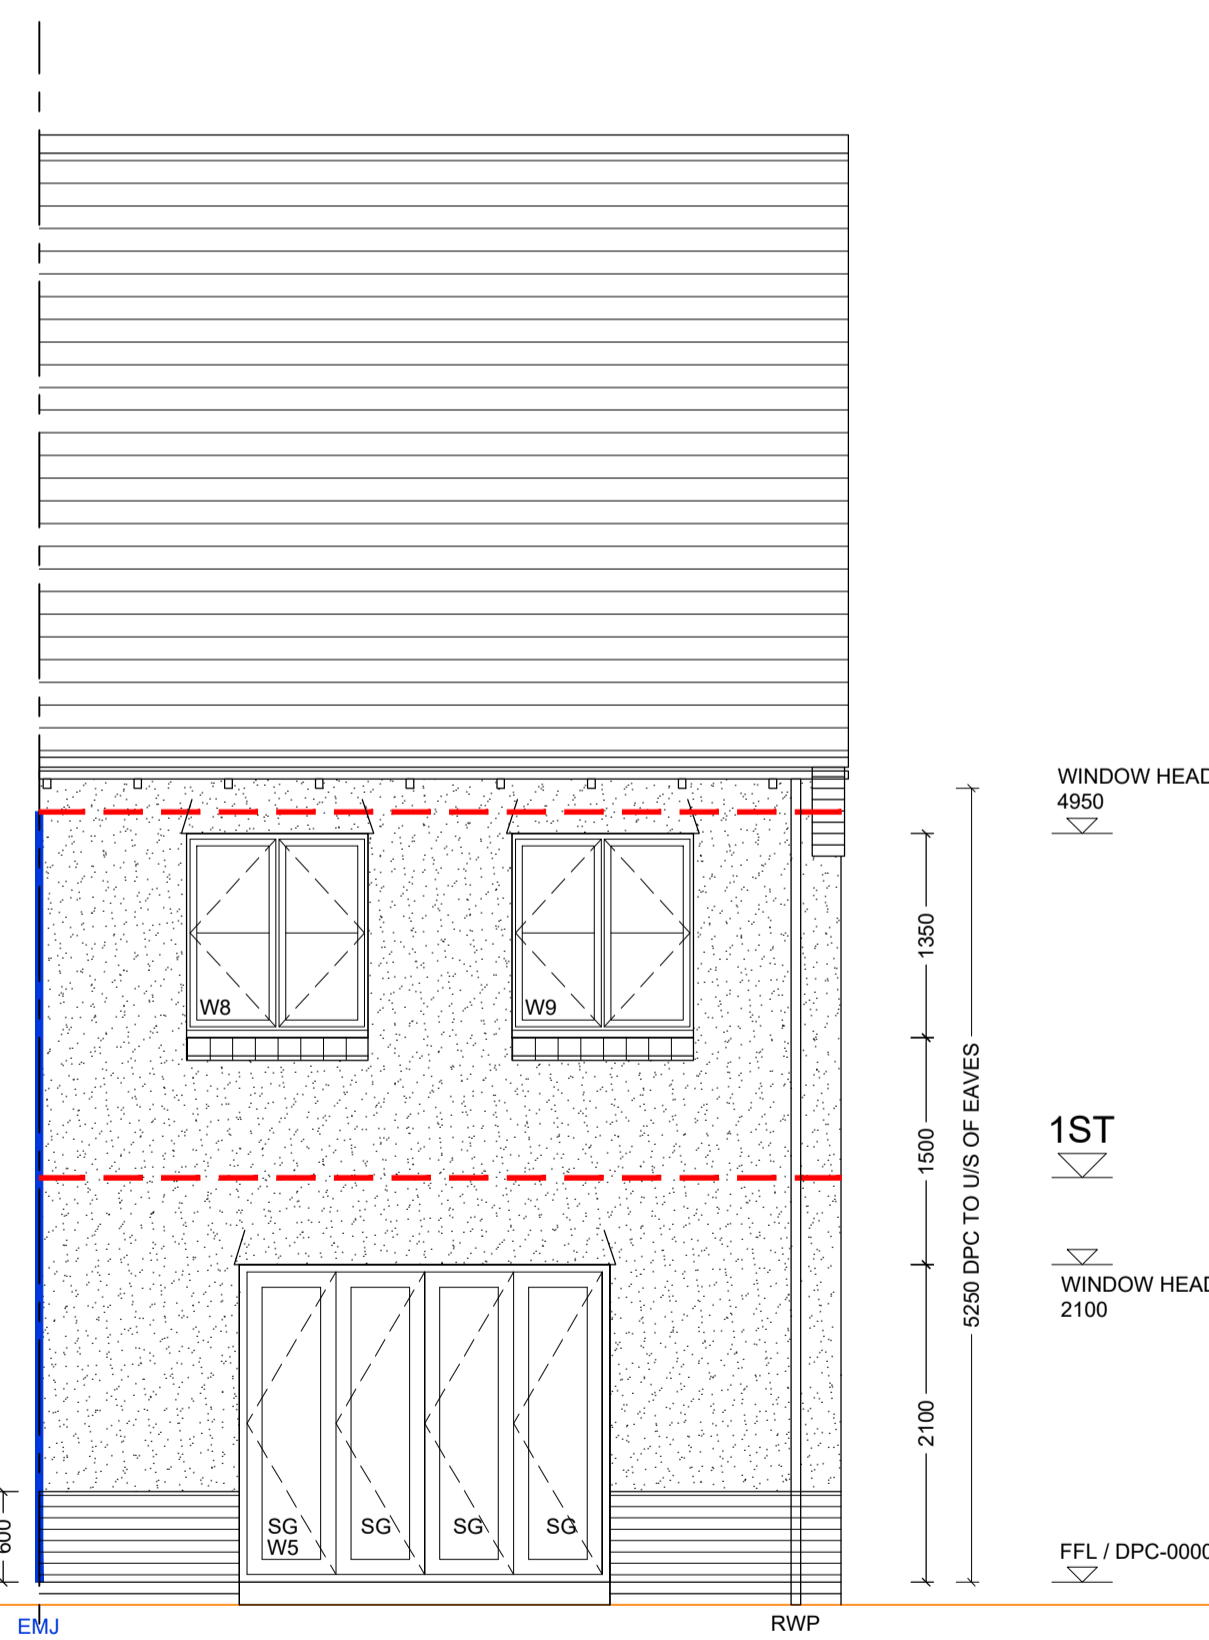 WINDOW HEAD
4950
W8
W9
1350
1500
5250 DPC TO U/S OF EAVES
1ST
WINDOW HEAD
2100
2100
SG
W5
SG
SG
SG
600
FFL / DPC-0000
EMJ
RWP